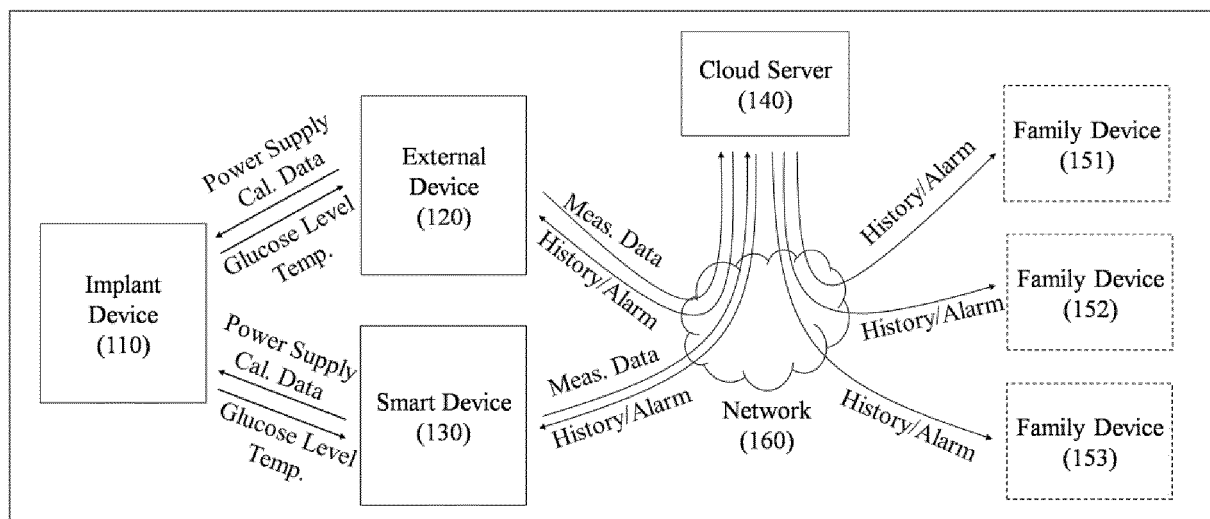 Cloud Server
(140)
Family Device
(151)
External
Device
(120)
Power Supply
Cal. Data
Glucose Level
Temp.
Implant
Device
(110)
Meas. Data
History/Alarm
History/Alarm
Family Device
(152)
History/Alarm
Power Supply
Cal. Data
Glucose Level
Temp.
Smart Device
(130)
Meas. Data
History/Alarm
Network
(160)
History/Alarm
Family Device
(153)